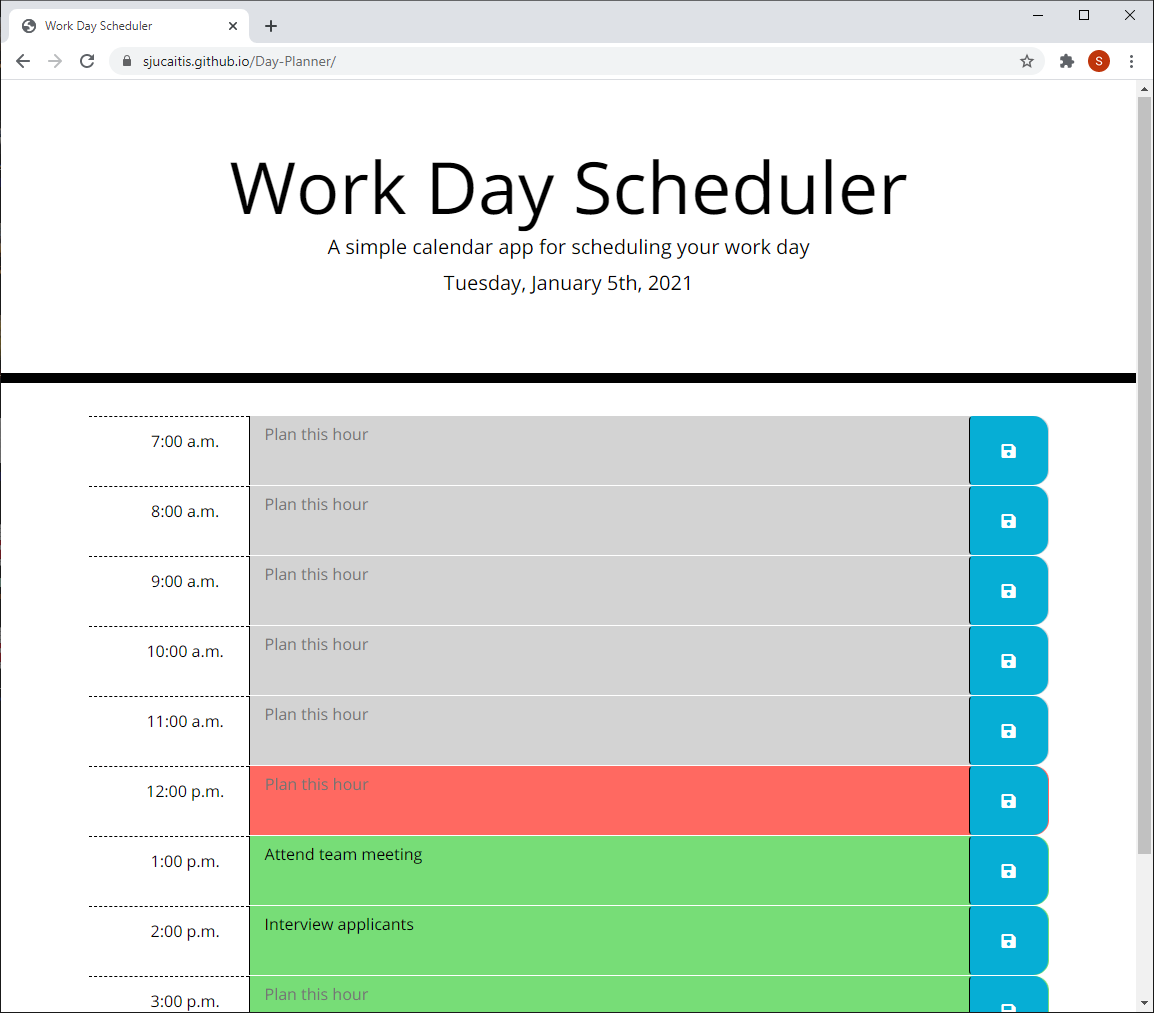 Work Day Scheduler
sjucaitis.github.io/Day-Planner/
S
Work Day Scheduler
A simple calendar app for scheduling your work day
Tuesday, January 5th, 2021
7:00 a.m. Plan this hour
8:00 a.m. Plan this hour
9:00 a.m. Plan this hour
10:00 a.m. Plan this hour
11:00 a.m. Plan this hour
12:00 p.m. Plan this hour
1:00 p.m. Attend team meeting
2:00 p.m. Interview applicants
3:00 p.m. Plan this hour